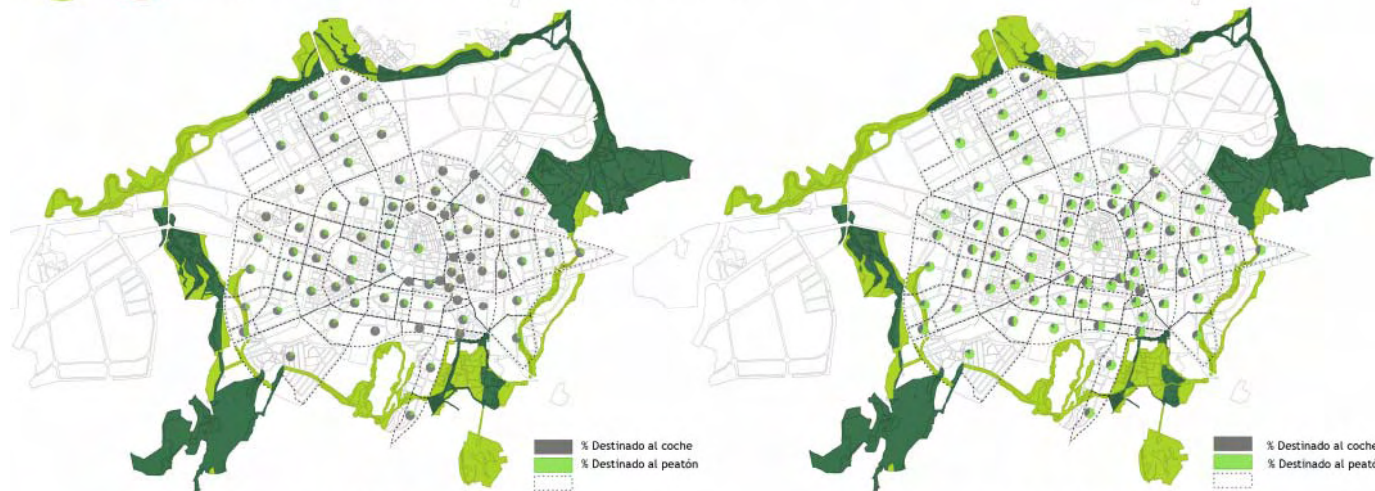 % Destinado al coche
% Destinado al peatón
% Destinado al coche
% Destinado al peató